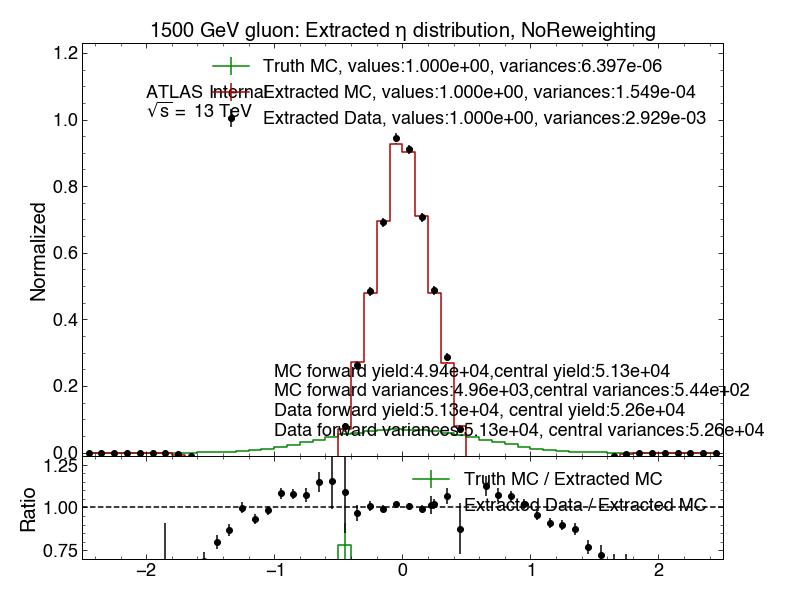 1500 GeV gluon: Extracted η distribution, NoReweighting
Truth MC, values:1.000e+00, variances:6.397e-06
ATLAS Internal
Extracted MC, values:1.000e+00, variances:1.549e-04
√s = 13 TeV
Extracted Data, values:1.000e+00, variances:2.929e-03
Normalized
1.2
1.0
0.8
0.6
0.4
0.2
0.0
MC forward yield:4.94e+04,central yield:5.13e+04
MC forward variances:4.96e+03,central variances:5.44e+02
Data forward yield:5.13e+04, central yield:5.26e+04
Data forward variances:5.13e+04, central variances:5.26e+04
Ratio
1.25
1.00
0.75
Truth MC / Extracted MC
Extracted Data / Extracted MC
−2 −1 0 1 2